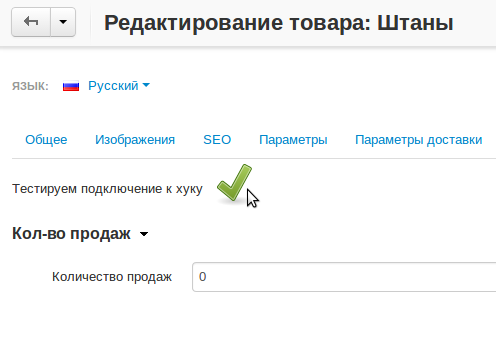 Редактирование товара: Штаны
ЯЗЫК: Русский
Общее Изображения SEO Параметры Параметры доставки
Тестируем подключение к хуку
Кол-во продаж
Количество продаж 0